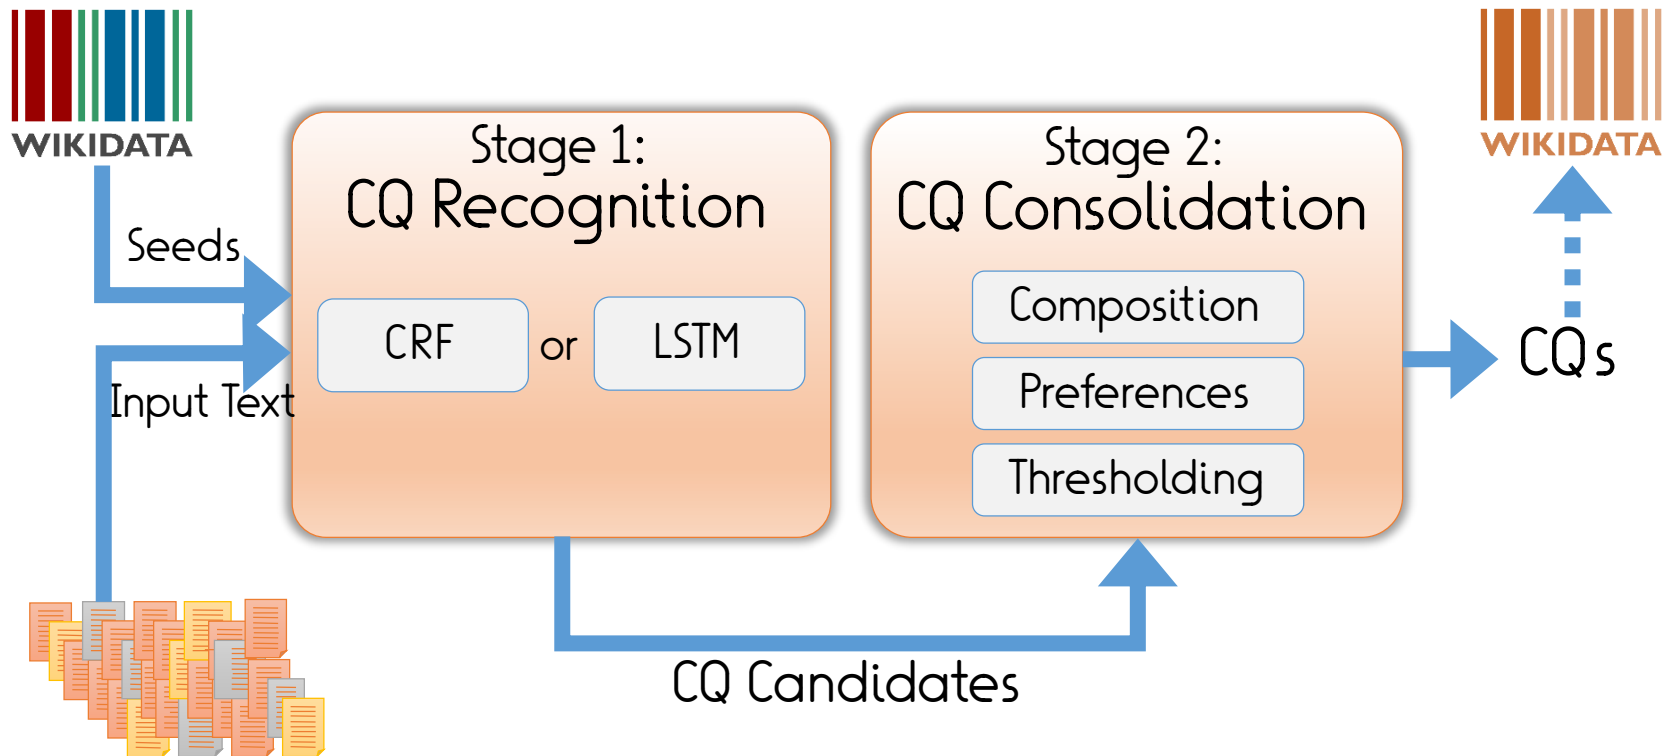 WIKIDATA
Seeds
Input Text
Stage 1:
CQ Recognition
CRF or LSTM
CQ Candidates
Stage 2:
CQ Consolidation
Composition
Preferences
Thresholding
CQs
WIKIDATA